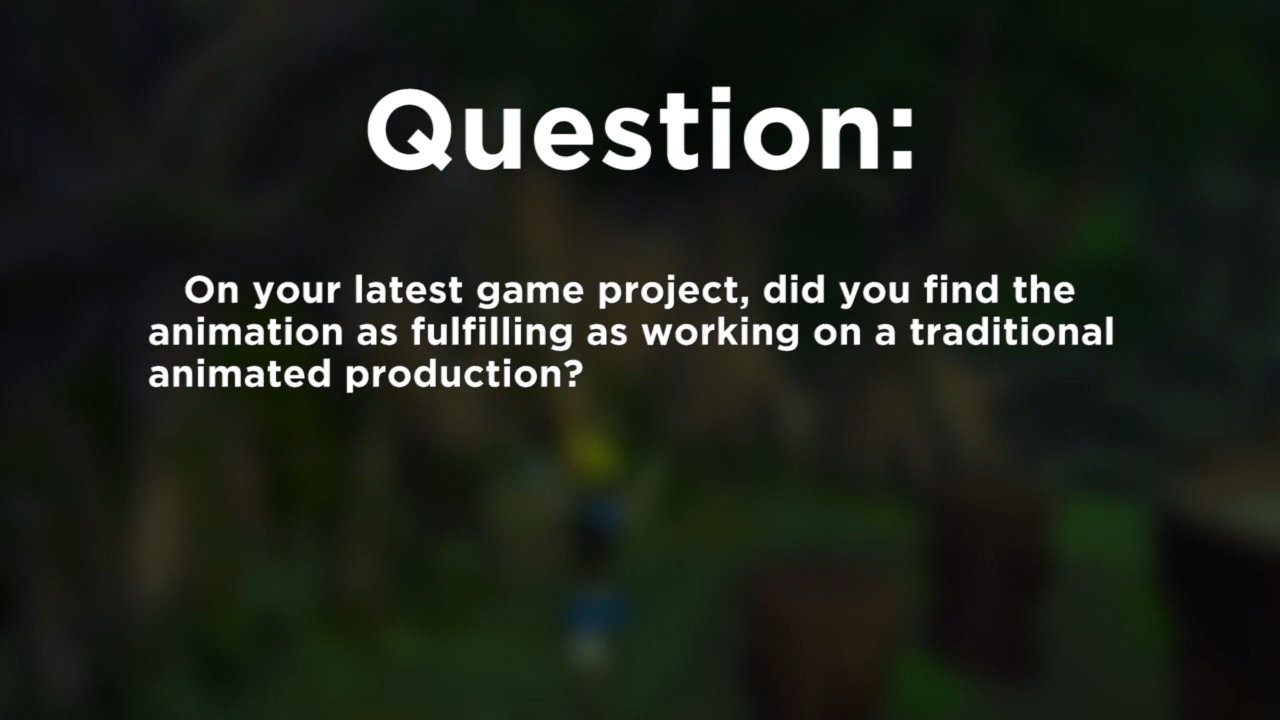 Question:
On your latest game project, did you find the
animation as fulfilling as working on a traditional
animated production?